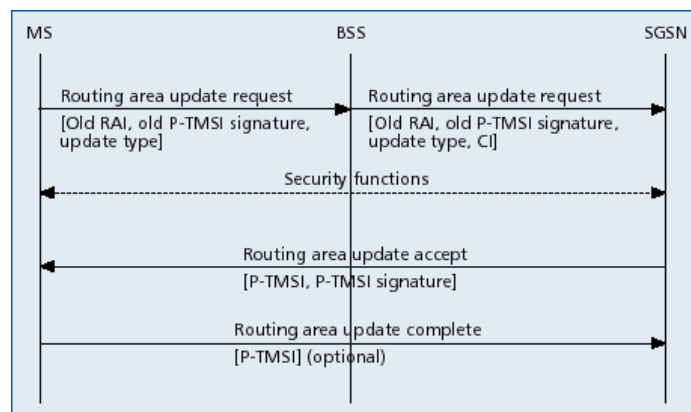 MS BSS SGSN
Routing area update request Routing area update request
[Old RAI, old P-TMSI signature, [Old RAI, old P-TMSI signature,
update type] update type, CI]
Security functions
Routing area update accept
[P-TMSI, P-TMSI signature]
Routing area update complete
[P-TMSI] (optional)